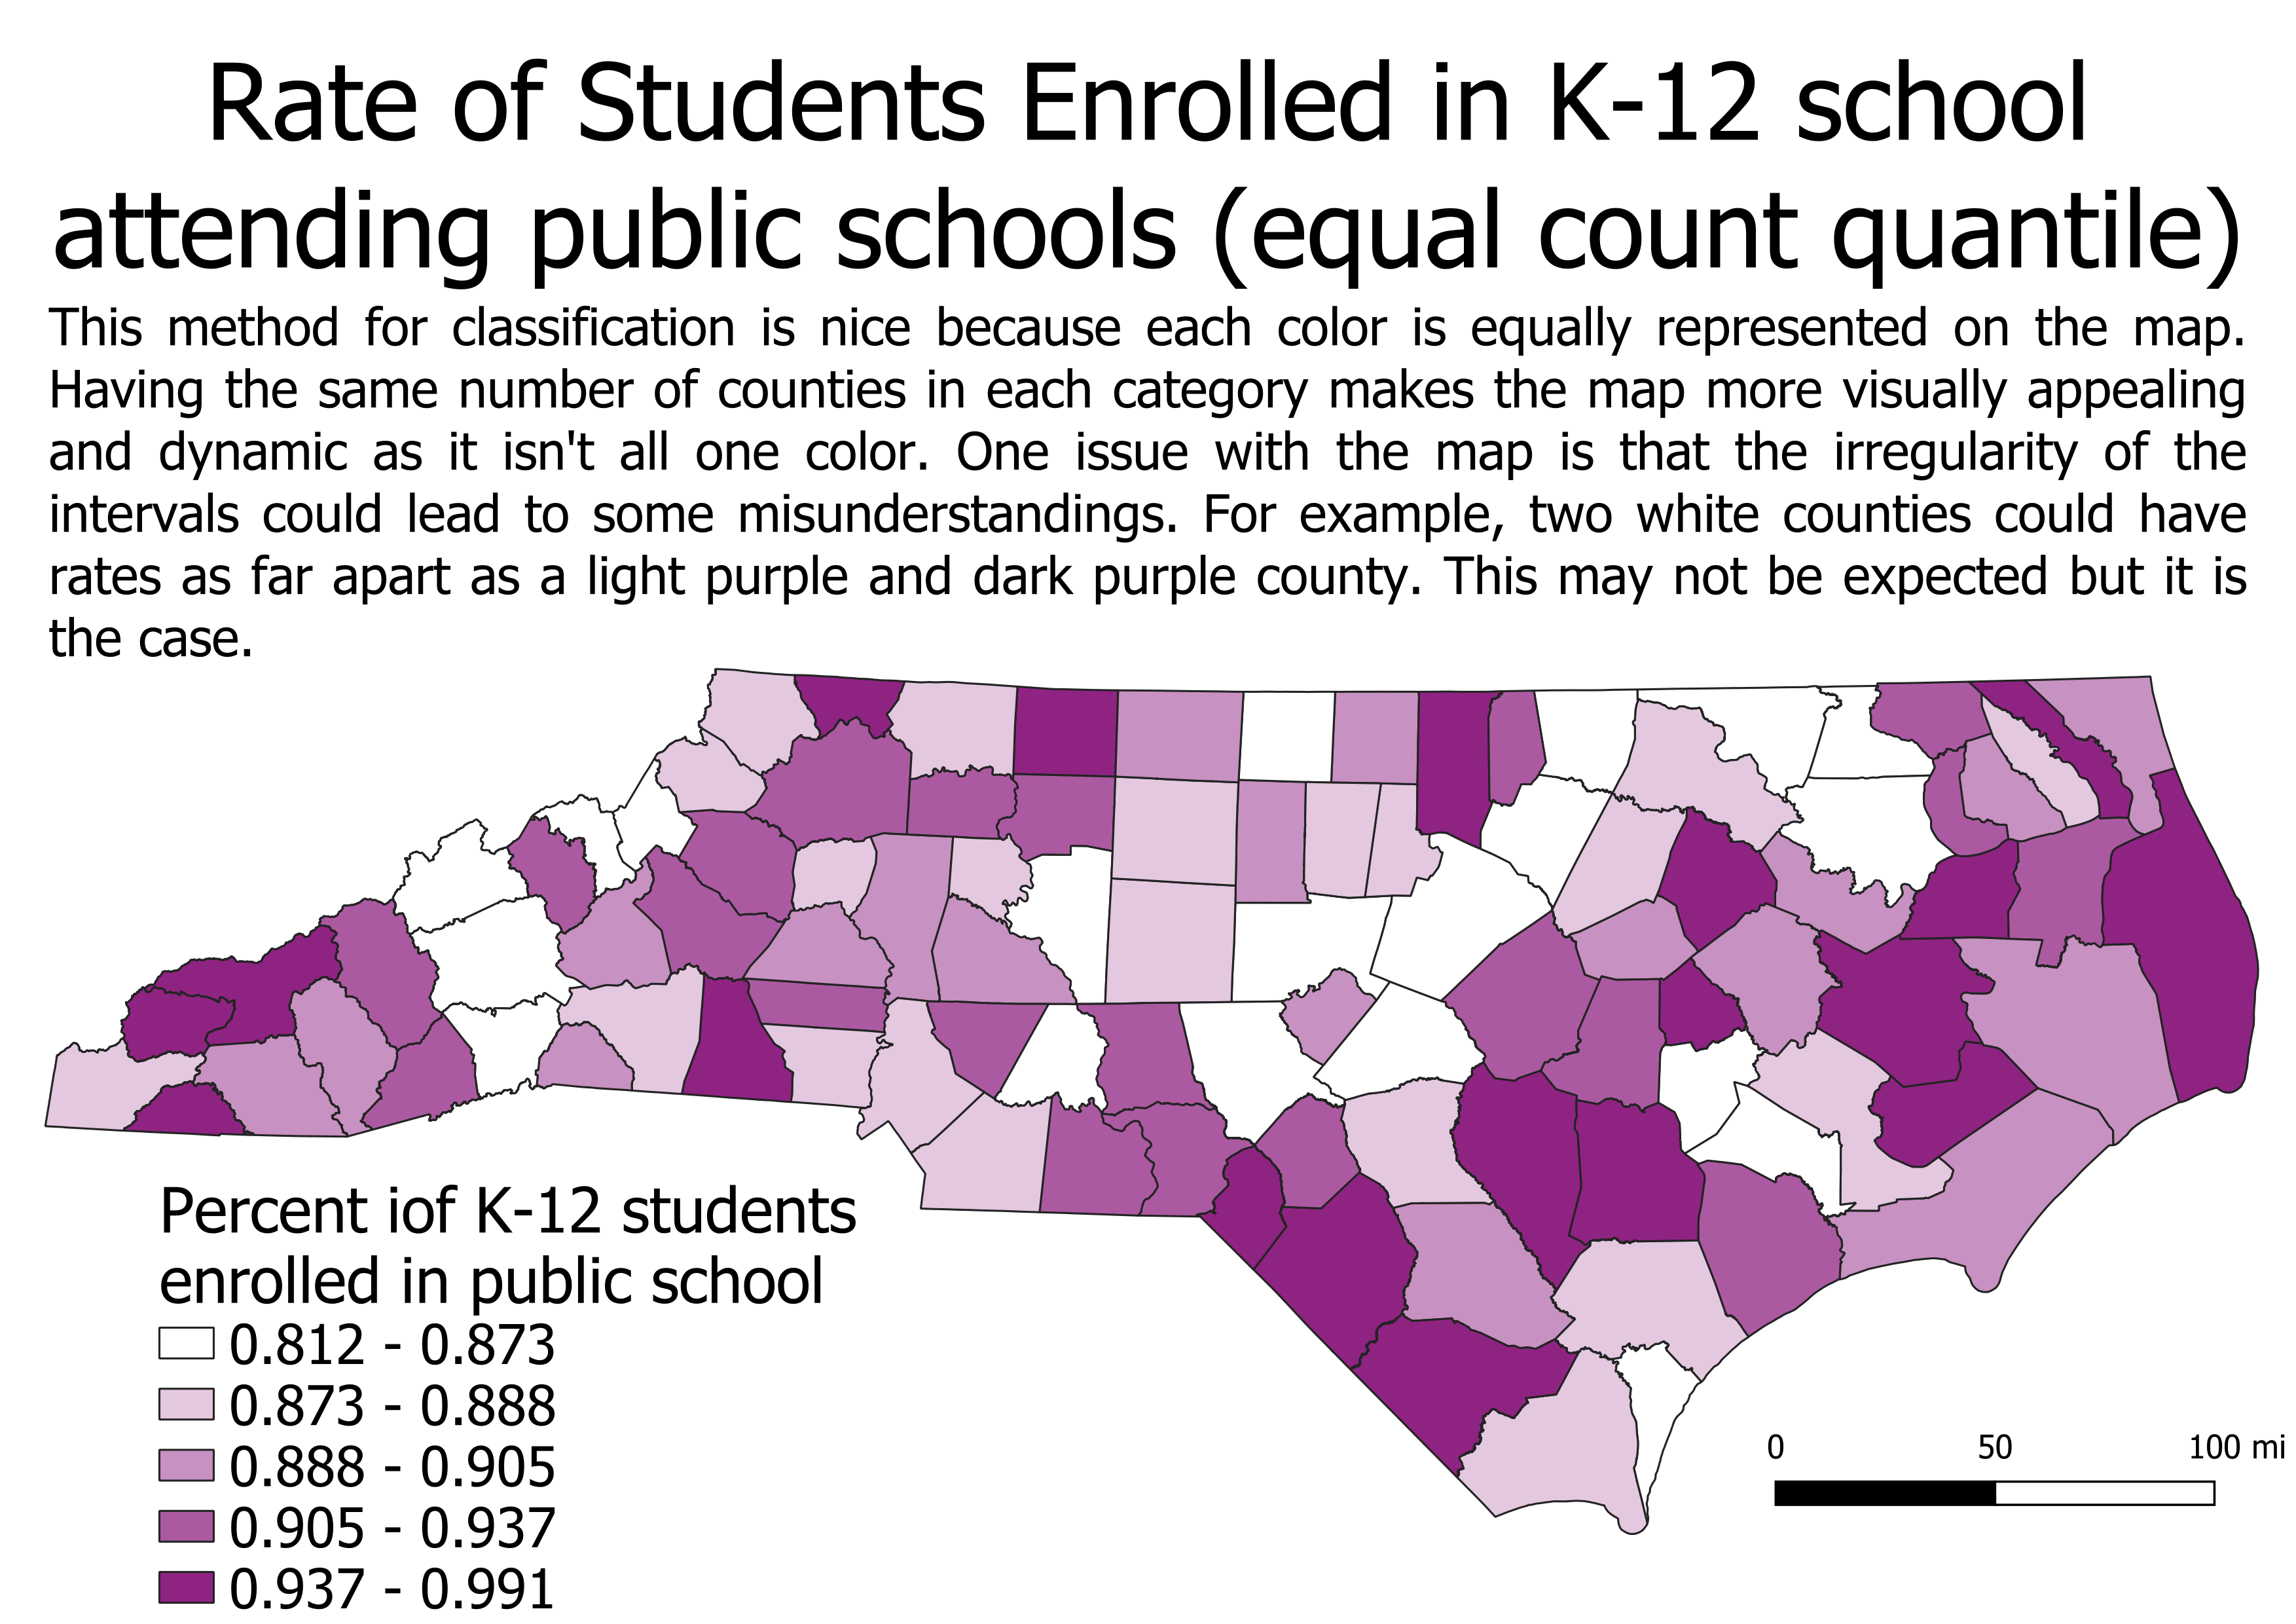 Rate of Students Enrolled in K-12 school
attending public schools (equal count quantile)
This method for classification is nice because each color is equally represented on the map.
Having the same number of counties in each category makes the map more visually appealing
and dynamic as it isn't all one color. One issue with the map is that the irregularity of the
intervals could lead to some misunderstandings. For example, two white counties could have
rates as far apart as a light purple and dark purple county. This may not be expected but it is
the case.
Percent iof K-12 students
enrolled in public school
0.812 - 0.873
0.873 - 0.888
0.888 - 0.905
0.905 - 0.937
0.937 - 0.991
0 50 100 mi